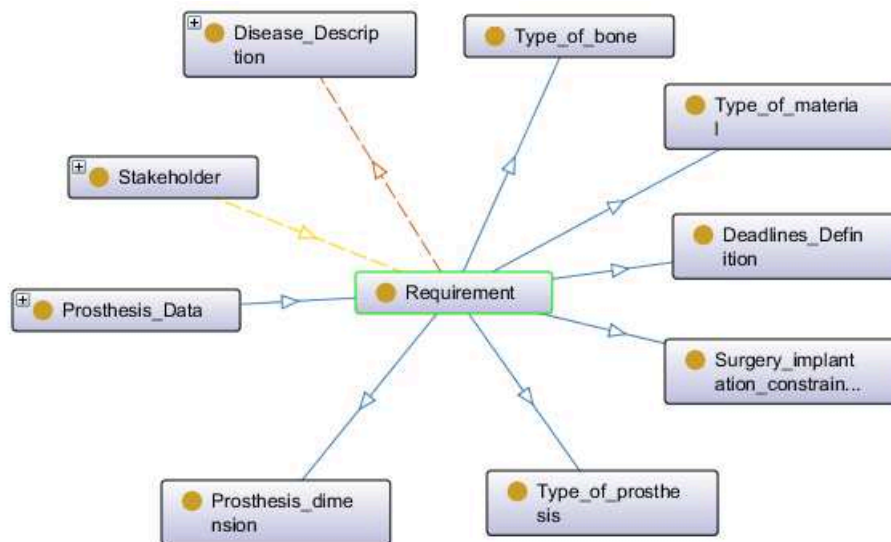 Disease_Descrip
tion
Type_of_bone
Type_of_materia
l
Stakeholder
Deadlines_Defin
ition
Requirement
Prosthesis_Data
Surgery_implant
ation_constrain...
Prosthesis_dime
nsion
Type_of_prosthe
sis